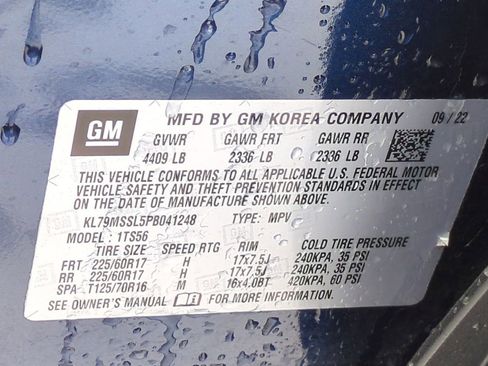 GM MFD BY GM KOREA COMPANY 09/22
GVWR GAWR FRT GAWR RR
4409 LB 2336 LB 2336 LB
THIS VEHICLE CONFORMS TO ALL APPLICABLE U.S. FEDERAL MOTOR
VEHICLE SAFETY AND THEFT PREVENTION STANDARDS IN EFFECT
ON THE DATE OF MANUFACTURE SHOWN ABOVE.
KL79MSSL5PB041248 TYPE: MPV
MODEL: 1TS56
TIRE SIZE SPEED RTG RIM COLD TIRE PRESSURE
FRT 225/60R17 H 17x7.5J 240KPA, 35 PSI
RR 225/60R17 H 17x7.5J 240KPA, 35 PSI
SPA T125/70R16 M 16x4.0BT 420KPA, 60 PSI
SEE OWNER'S MANUAL FOR MORE INFORMATION.